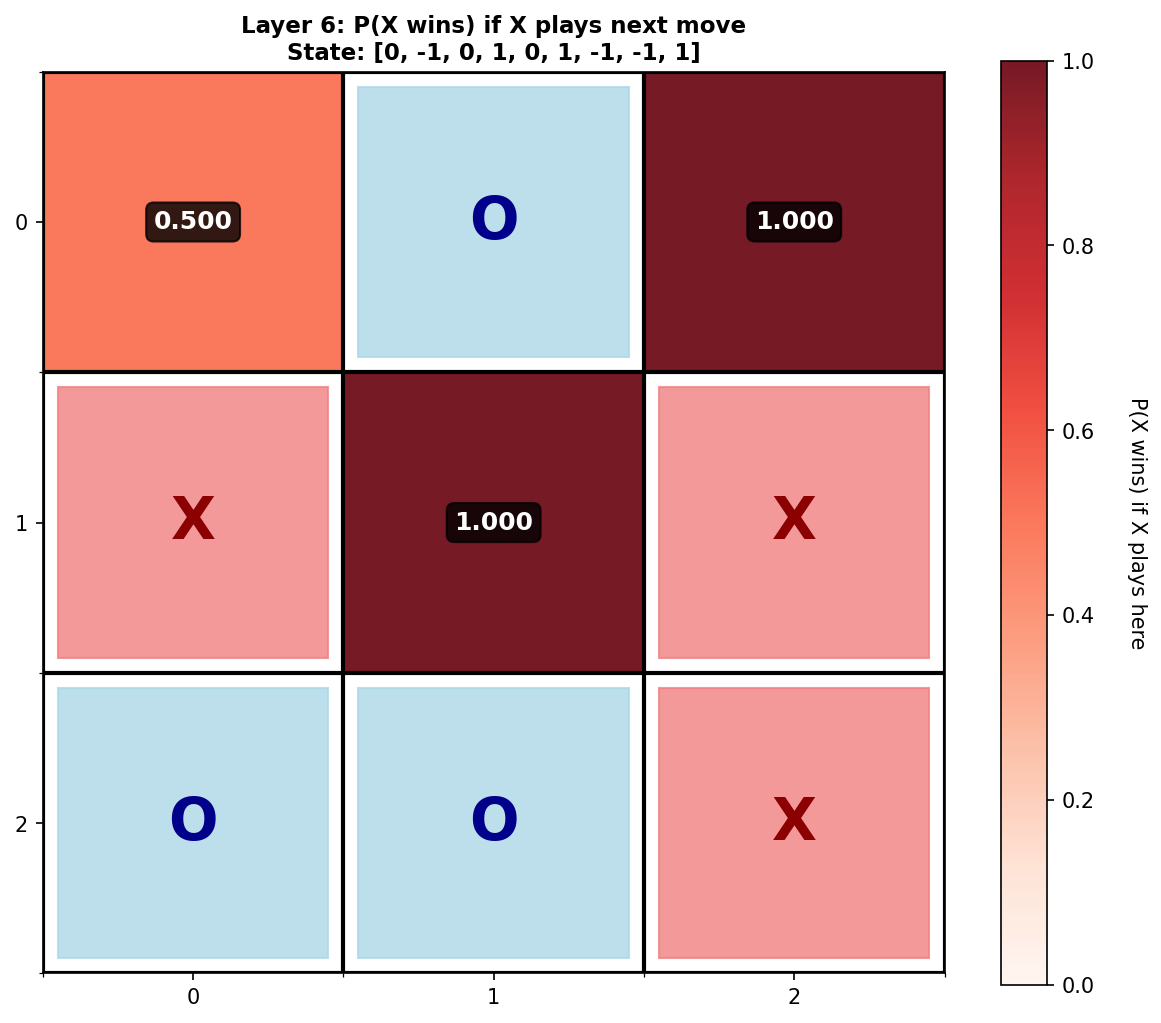 Layer 6: P(X wins) if X plays next move
State: [0, -1, 0, 1, 0, 1, -1, -1, 1]
0
0.500
O
1.000
1
X
1.000
X
2
O
O
X
0
1
2
1.0
0.8
0.6
0.4
0.2
0.0
P(X wins) if X plays here